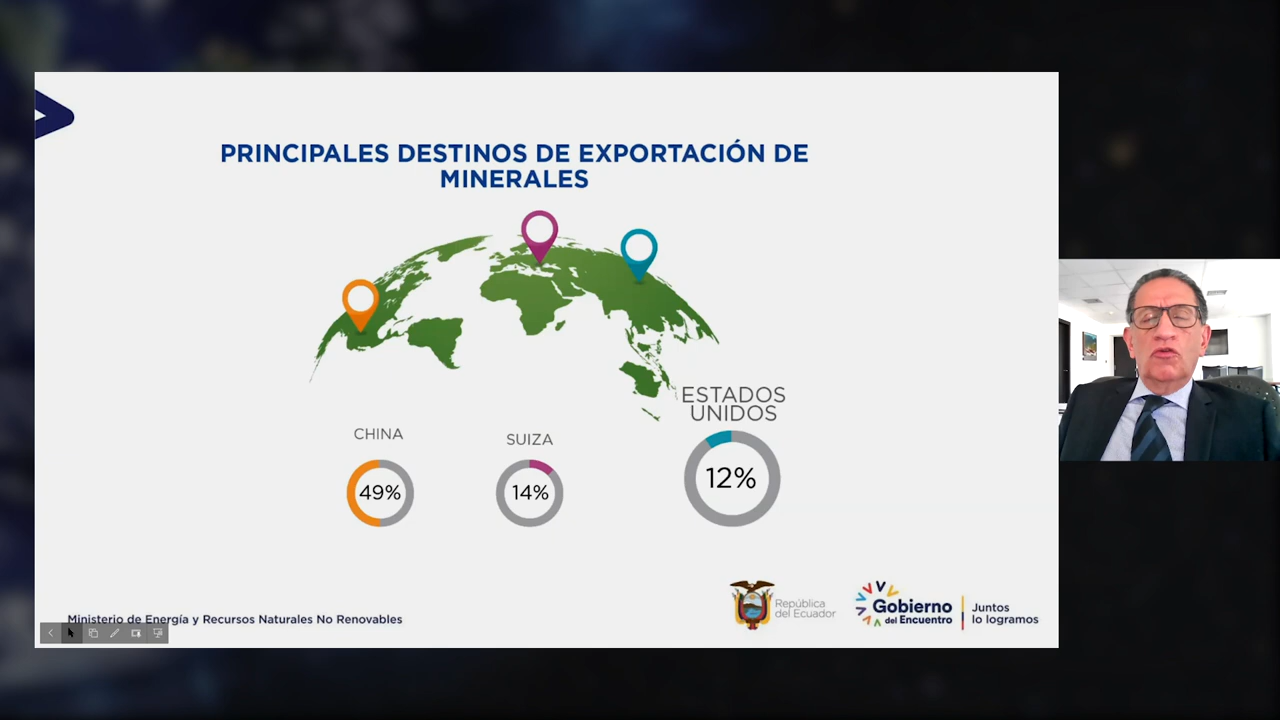 PRINCIPALES DESTINOS DE EXPORTACIÓN DE
MINERALES
ESTADOS
UNIDOS
CHINA
SUIZA
49%
14%
12%
República
del Ecuador
Gobierno
del Encuentro
Juntos
lo logramos
Ministerio de Energía y Recursos Naturales No Renovables